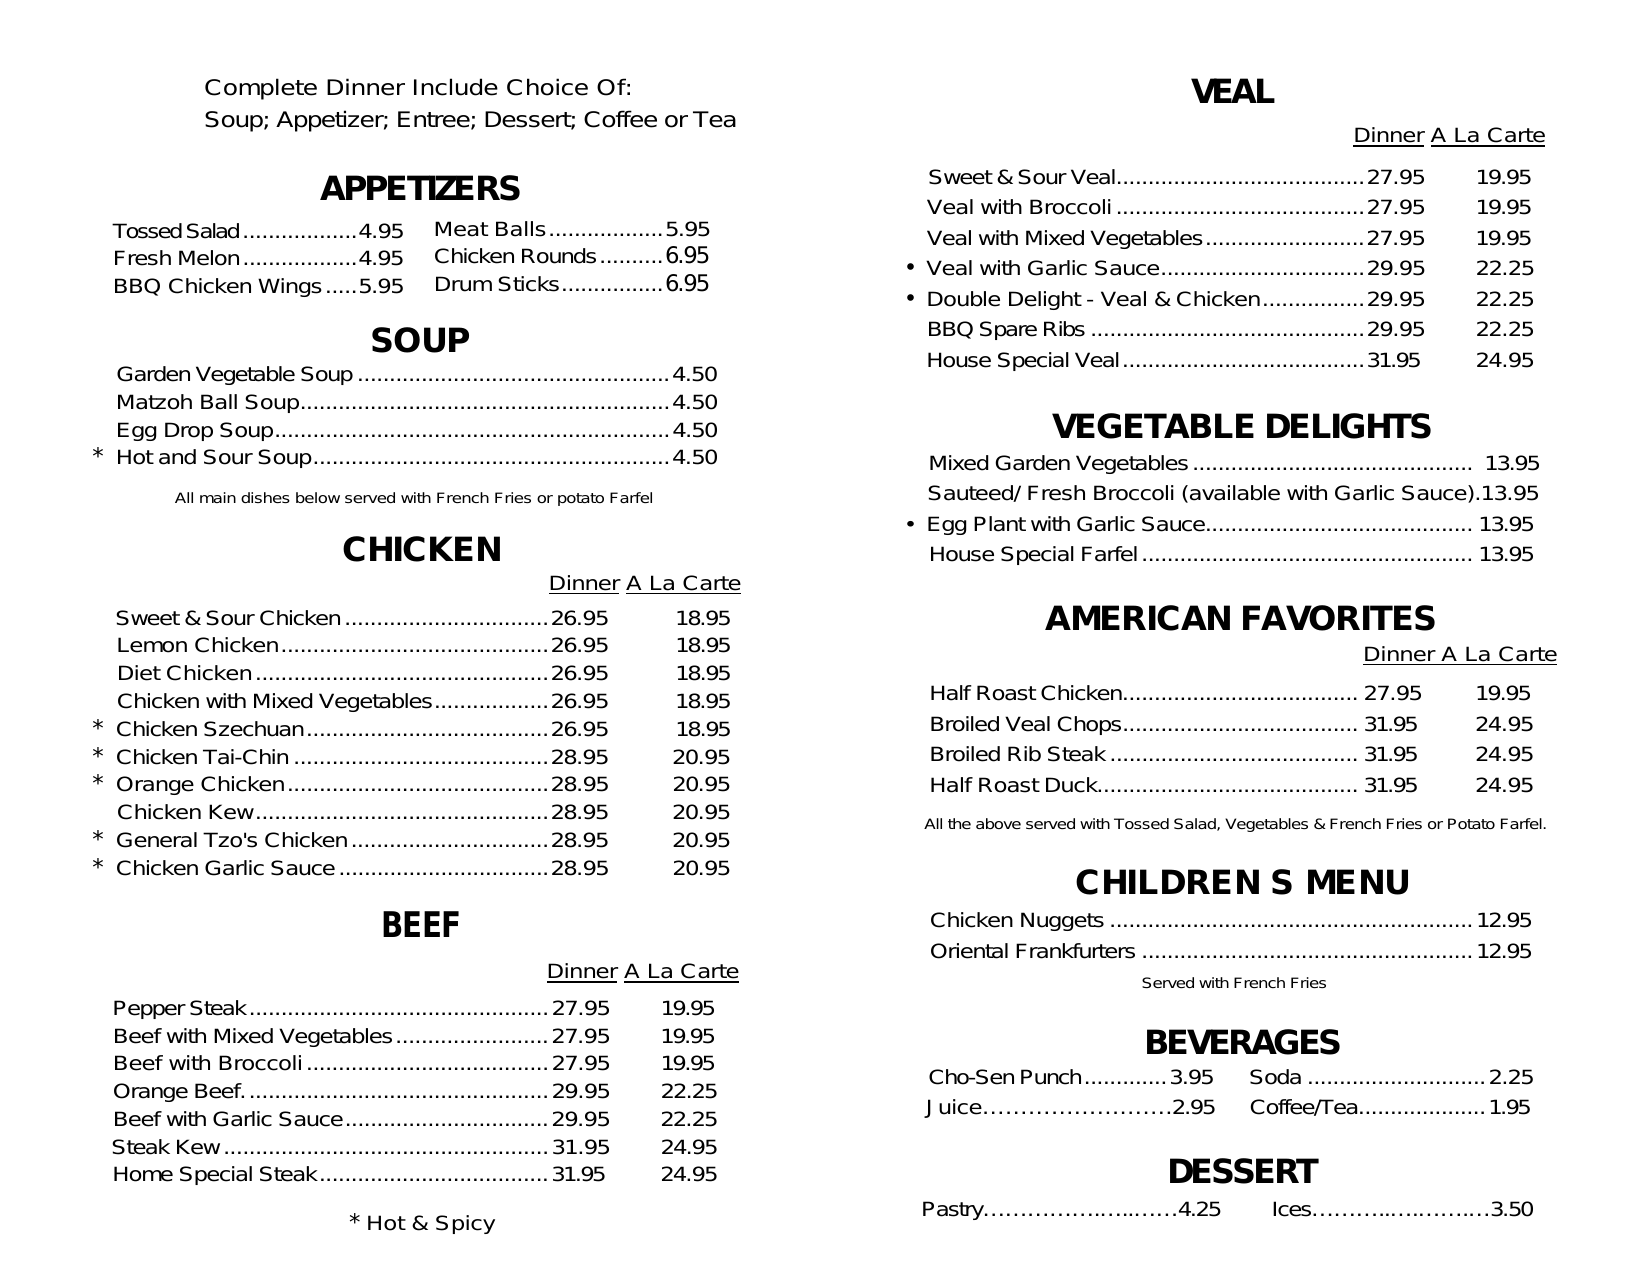 Complete Dinner Include Choice Of:
Soup; Appetizer; Entree; Dessert; Coffee or Tea
APPETIZERS
Tossed Salad..................4.95
Fresh Melon..................4.95
BBQ Chicken Wings.....5.95
Meat Balls..................5.95
Chicken Rounds..........6.95
Drum Sticks................6.95
SOUP
Garden Vegetable Soup.................................................4.50
Matzoh Ball Soup..........................................................4.50
Egg Drop Soup..............................................................4.50
* Hot and Sour Soup........................................................4.50
All main dishes below served with French Fries or potato Farfel
CHICKEN
Dinner A La Carte
Sweet & Sour Chicken................................26.95 18.95
Lemon Chicken..........................................26.95 18.95
Diet Chicken..............................................26.95 18.95
Chicken with Mixed Vegetables..................26.95 18.95
* Chicken Szechuan......................................26.95 18.95
* Chicken Tai-Chin........................................28.95 20.95
* Orange Chicken.........................................28.95 20.95
Chicken Kew..............................................28.95 20.95
* General Tzo's Chicken...............................28.95 20.95
* Chicken Garlic Sauce.................................28.95 20.95
BEEF
Dinner A La Carte
Pepper Steak...............................................27.95 19.95
Beef with Mixed Vegetables........................27.95 19.95
Beef with Broccoli......................................27.95 19.95
Orange Beef................................................29.95 22.25
Beef with Garlic Sauce................................29.95 22.25
Steak Kew...................................................31.95 24.95
Home Special Steak....................................31.95 24.95
* Hot & Spicy
VEAL
Dinner A La Carte
Sweet & Sour Veal.......................................27.95 19.95
Veal with Broccoli.......................................27.95 19.95
Veal with Mixed Vegetables.........................27.95 19.95
• Veal with Garlic Sauce................................29.95 22.25
• Double Delight - Veal & Chicken................29.95 22.25
BBQ Spare Ribs...........................................29.95 22.25
House Special Veal......................................31.95 24.95
VEGETABLE DELIGHTS
Mixed Garden Vegetables............................................ 13.95
Sauteed/ Fresh Broccoli (available with Garlic Sauce).13.95
• Egg Plant with Garlic Sauce.......................................... 13.95
House Special Farfel.................................................... 13.95
AMERICAN FAVORITES
Dinner A La Carte
Half Roast Chicken..................................... 27.95 19.95
Broiled Veal Chops..................................... 31.95 24.95
Broiled Rib Steak....................................... 31.95 24.95
Half Roast Duck......................................... 31.95 24.95
All the above served with Tossed Salad, Vegetables & French Fries or Potato Farfel.
CHILDREN S MENU
Chicken Nuggets.........................................................12.95
Oriental Frankfurters....................................................12.95
Served with French Fries
BEVERAGES
Cho-Sen Punch.............3.95 Soda............................2.25
Juice……………………..2.95 Coffee/Tea....................1.95
DESSERT
Pastry……………..…..……4.25 Ices………..…..…….…3.50